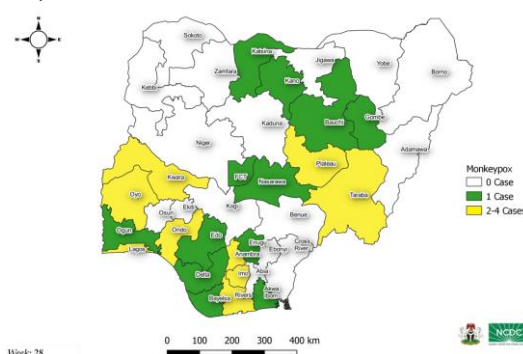 N
W E
S
Sokoto
Katsina
Jigawa
Yobe
Borno
Zamfara
Kano
Kebbi
Kaduna
Bauchi
Gombe
Niger
Adamawa
Plateau
Kwara
FCT
Nasarawa
Taraba
Oyo
Kogi
Ekiti
Osun
Benue
Ogun
Ondo
Edo
Enugu
Ebonyi
Cross
River
Lagos
Anambra
Delta
Imo
Abia
Akwa
Ibom
Bayelsa
Rivers
Monkeypox
0 Case
1 Case
2-4 Cases
Week: 28
0 100 200 300 400 km
NCDC